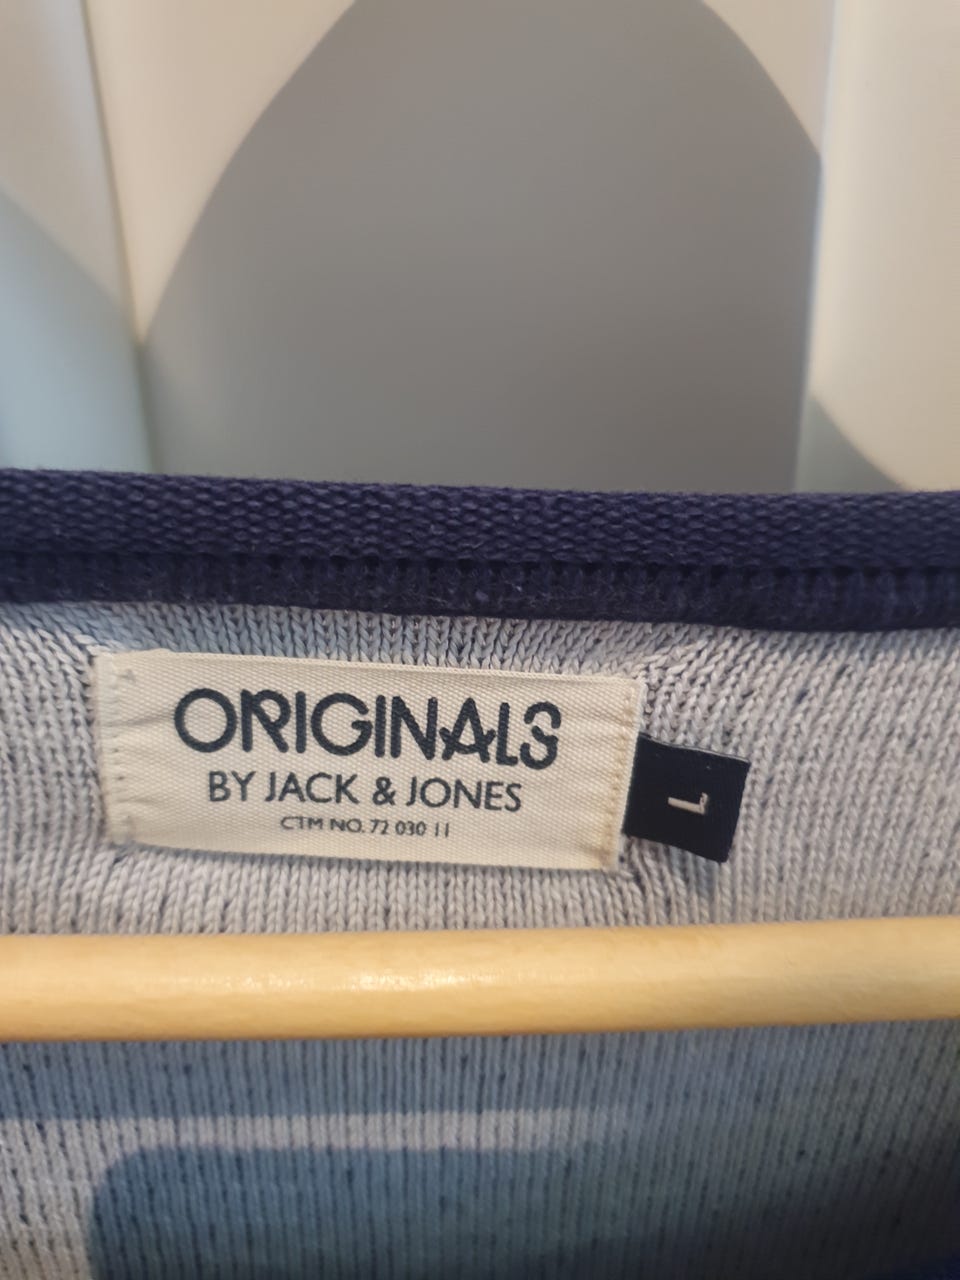 ORIGINALS
BY JACK & JONES
CTM NO. 72 030 11
L